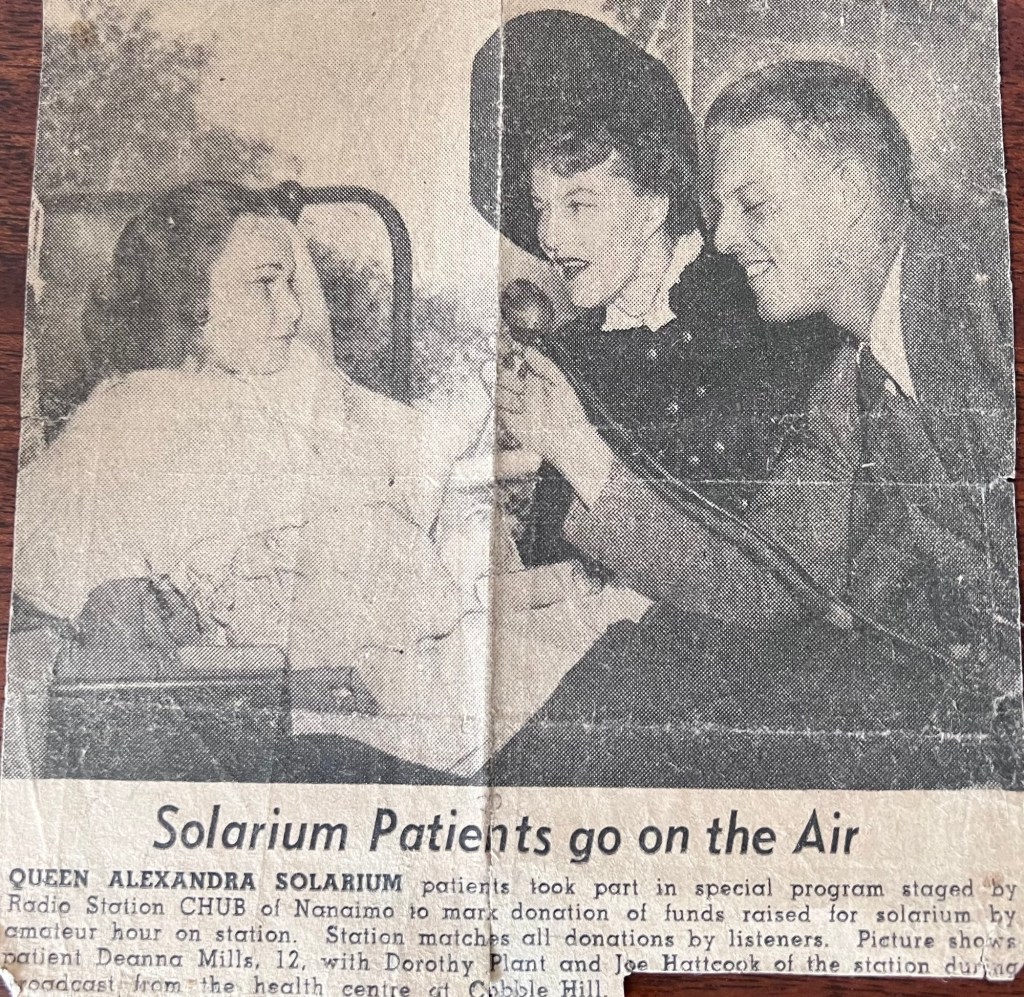 Solarium Patients go on the Air
QUEEN ALEXANDRA SOLARIUM patients took part in special program staged by
Radio Station CHUB of Nanaimo to mark donation of funds raised for solarium by
amateur hour on station. Station matches all donations by listeners. Picture shows
patient Deanna Mills, 12, with Dorothy Plant and Joe Hattcook of the station during
broadcast from the health centre at Cobble Hill.